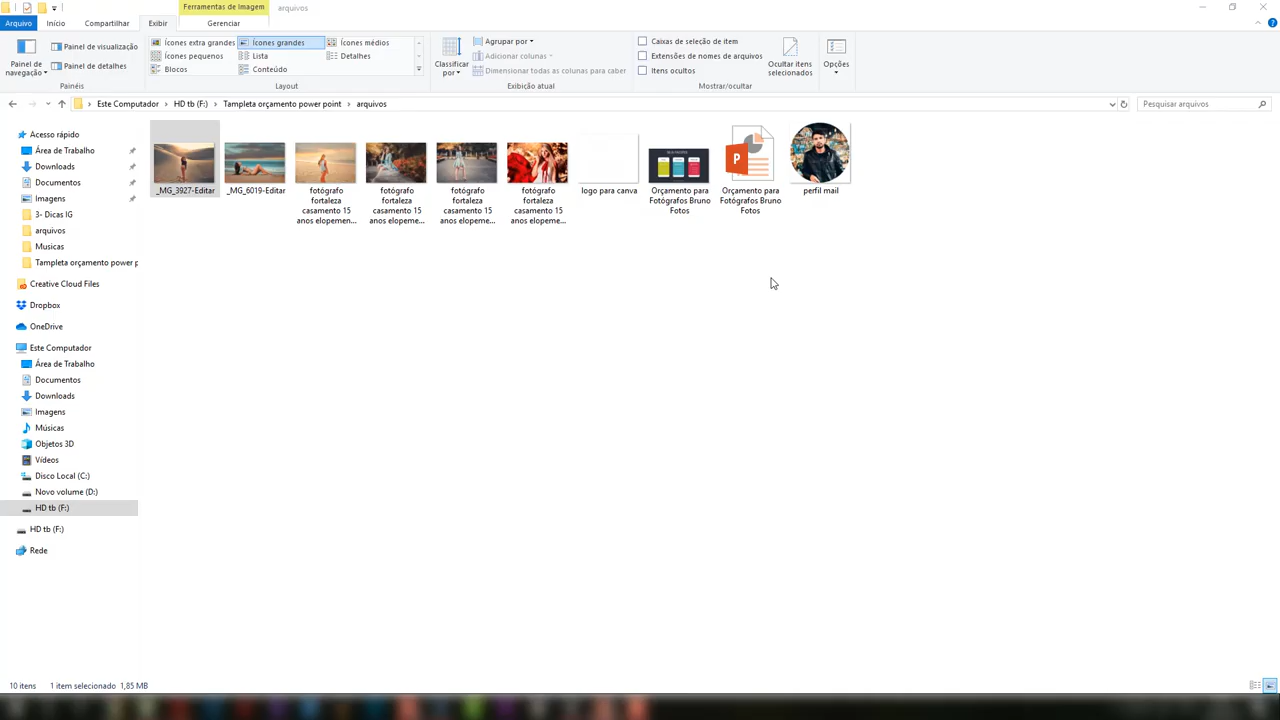 Ferramentas de Imagem
arquivos
Arquivo
Início
Compartilhar
Exibir
Gerenciar
Painel de navegação
Painel de visualização
Painel de detalhes
Painéis
Ícones extra grandes
Ícones grandes
Ícones médios
Ícones pequenos
Lista
Detalhes
Blocos
Conteúdo
Layout
Classificar por
Agrupar por
Adicionar colunas
Dimensionar todas as colunas para caber
Exibição atual
Caixas de seleção de item
Extensões de nomes de arquivos
Itens ocultos
Ocultar itens selecionados
Mostrar/ocultar
Opções
Este Computador > HD tb (F:) > Tampleta orçamento power point > arquivos
Pesquisar arquivos
Acesso rápido
Área de Trabalho
Downloads
Documentos
Imagens
3- Dicas IG
arquivos
Musicas
Tampleta orçamento power p
Creative Cloud Files
Dropbox
OneDrive
Este Computador
Área de Trabalho
Documentos
Downloads
Imagens
Músicas
Objetos 3D
Vídeos
Disco Local (C:)
Novo volume (D:)
HD tb (F:)
HD tb (F:)
Rede
_MG_3927-Editar
_MG_6019-Editar
fotógrafo
fortaleza
casamento 15
anos elopemen...
fotógrafo
fortaleza
casamento 15
anos elopeme...
fotógrafo
fortaleza
casamento 15
anos elopeme...
fotógrafo
fortaleza
casamento 15
anos elopeme...
logo para canva
Orçamento para
Fotógrafos Bruno
Fotos
P
Orçamento para
Fotógrafos Bruno
Fotos
perfil mail
10 itens
1 item selecionado 1,85 MB